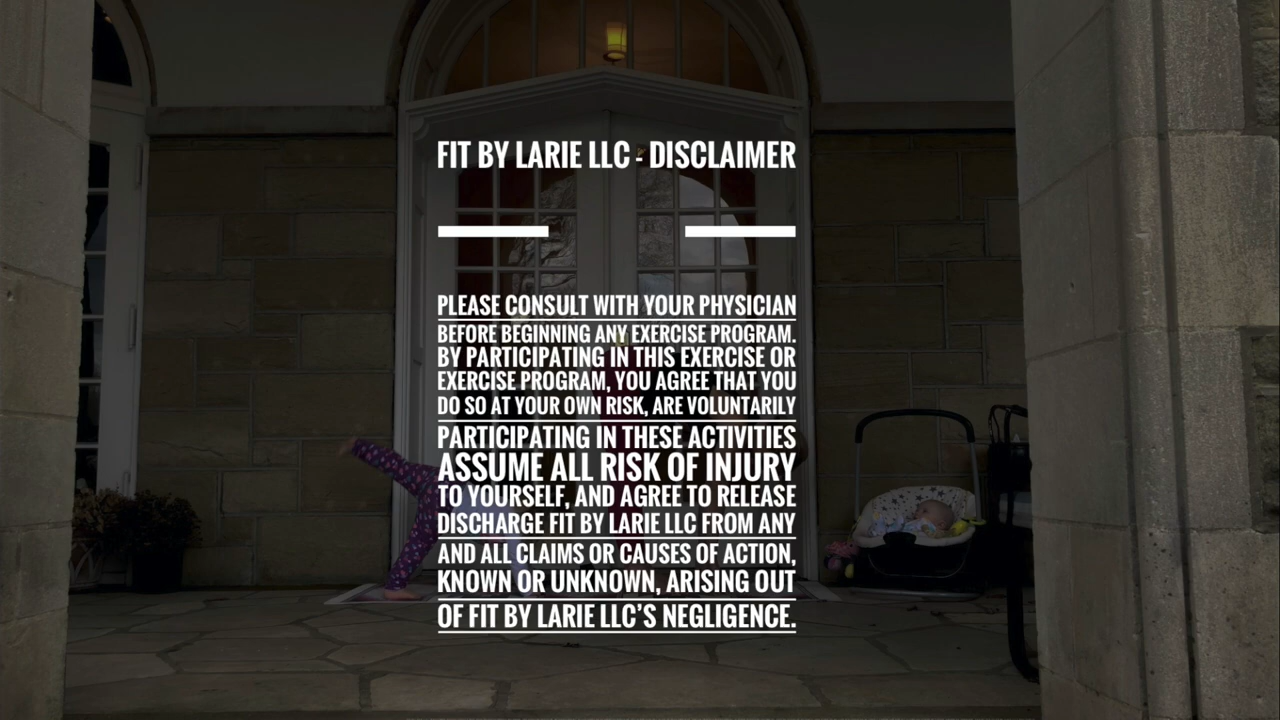 FIT BY LARIE LLC - DISCLAIMER
PLEASE CONSULT WITH YOUR PHYSICIAN
BEFORE BEGINNING ANY EXERCISE PROGRAM.
BY PARTICIPATING IN THIS EXERCISE OR
EXERCISE PROGRAM, YOU AGREE THAT YOU
DO SO AT YOUR OWN RISK, ARE VOLUNTARILY
PARTICIPATING IN THESE ACTIVITIES
ASSUME ALL RISK OF INJURY
TO YOURSELF, AND AGREE TO RELEASE
DISCHARGE FIT BY LARIE LLC FROM ANY
AND ALL CLAIMS OR CAUSES OF ACTION,
KNOWN OR UNKNOWN, ARISING OUT
OF FIT BY LARIE LLC'S NEGLIGENCE.